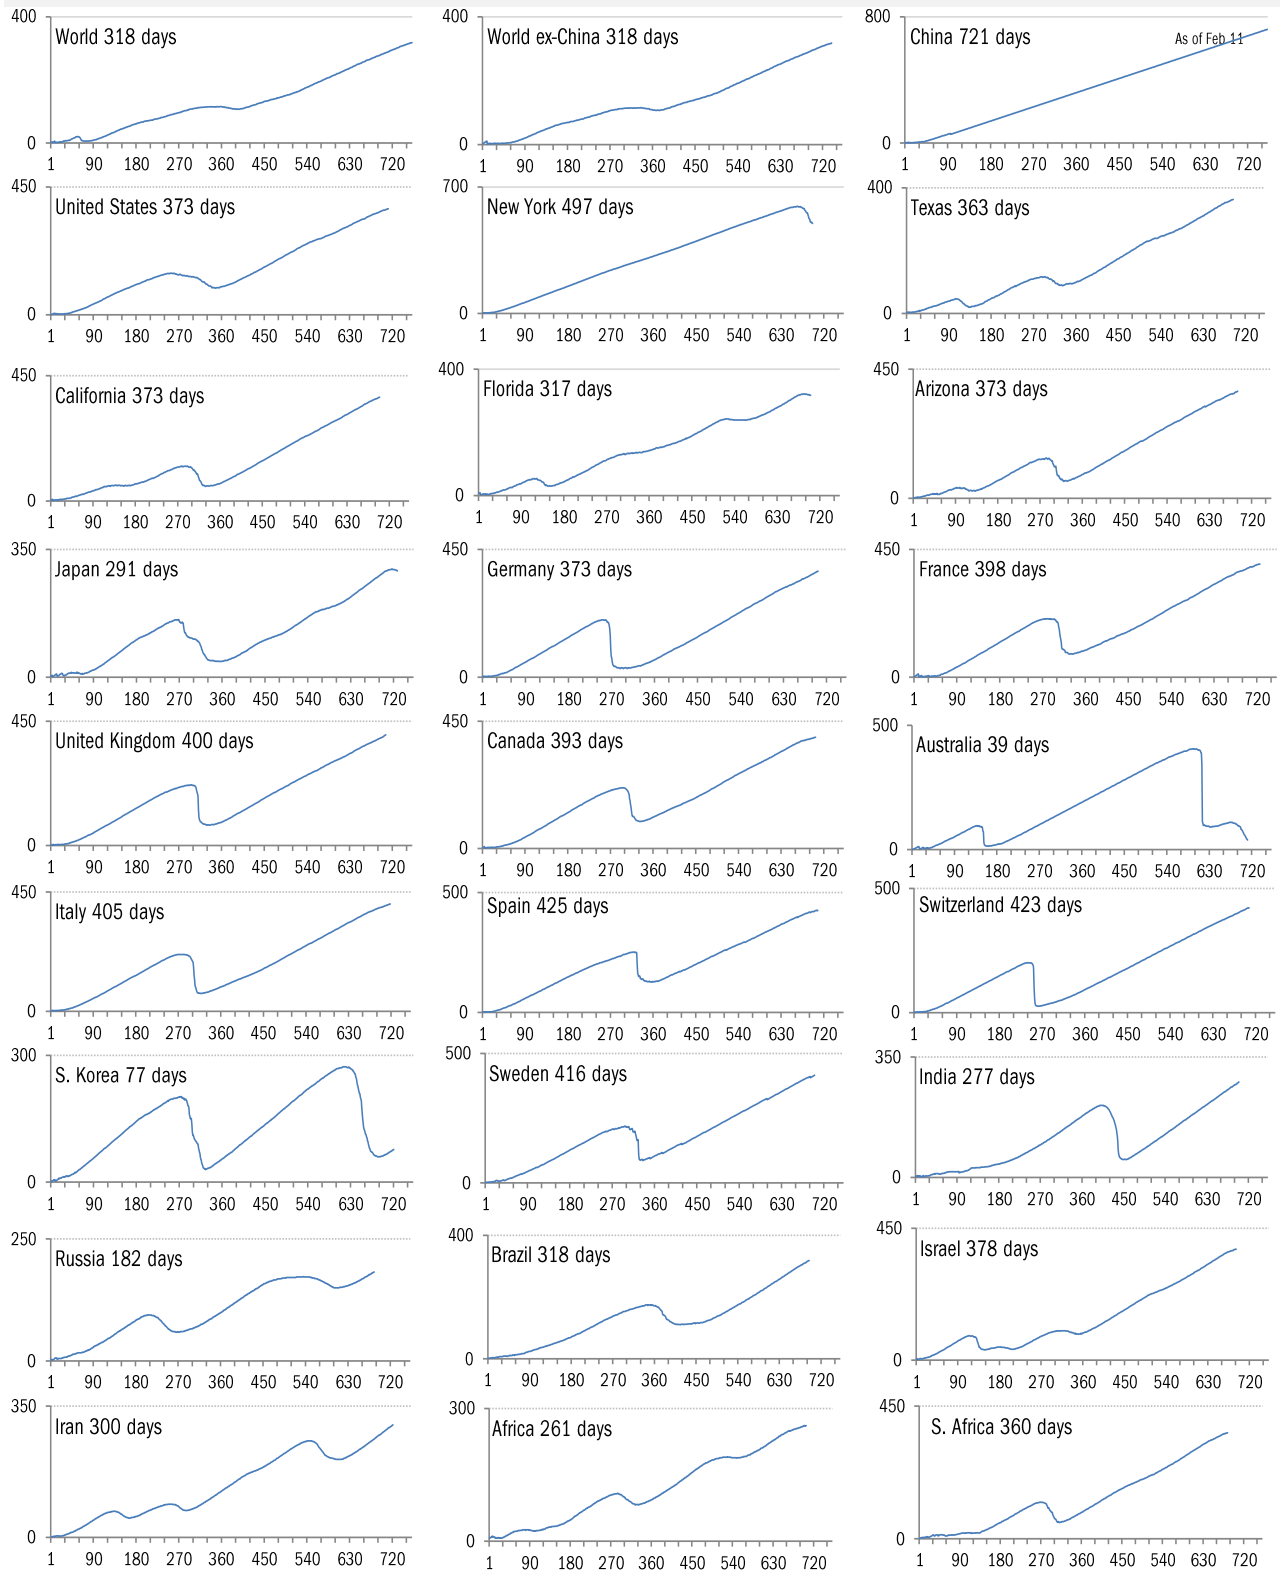 400 400 800
World 318 days World ex-China 318 days China 721 days
As of Feb 11
0 0 0
1 90 180 270 360 450 540 630 720 1 90 180 270 360 450 540 630 720 1 90 180 270 360 450 540 630 720
450 700 400
United States 373 days New York 497 days Texas 363 days
0 0 0
1 90 180 270 360 450 540 630 720 1 90 180 270 360 450 540 630 720 1 90 180 270 360 450 540 630 720
450 400 450
California 373 days Florida 317 days Arizona 373 days
0 0 0
1 90 180 270 360 450 540 630 720 1 90 180 270 360 450 540 630 720 1 90 180 270 360 450 540 630 720
350 450 450
Japan 291 days Germany 373 days France 398 days
0 0 0
1 90 180 270 360 450 540 630 720 1 90 180 270 360 450 540 630 720 1 90 180 270 360 450 540 630 720
450 450 500
United Kingdom 400 days Canada 393 days Australia 39 days
0 0 0
1 90 180 270 360 450 540 630 720 1 90 180 270 360 450 540 630 720 1 90 180 270 360 450 540 630 720
450 500 500
Italy 405 days Spain 425 days Switzerland 423 days
0 0 0
1 90 180 270 360 450 540 630 720 1 90 180 270 360 450 540 630 720 1 90 180 270 360 450 540 630 720
300 500 350
S. Korea 77 days Sweden 416 days India 277 days
0 0 0
1 90 180 270 360 450 540 630 720 1 90 180 270 360 450 540 630 720 1 90 180 270 360 450 540 630 720
250 400 450
Russia 182 days Brazil 318 days Israel 378 days
0 0 0
1 90 180 270 360 450 540 630 720 1 90 180 270 360 450 540 630 720 1 90 180 270 360 450 540 630 720
350 300 450
Iran 300 days Africa 261 days S. Africa 360 days
0 0 0
1 90 180 270 360 450 540 630 720 1 90 180 270 360 450 540 630 720 1 90 180 270 360 450 540 630 720